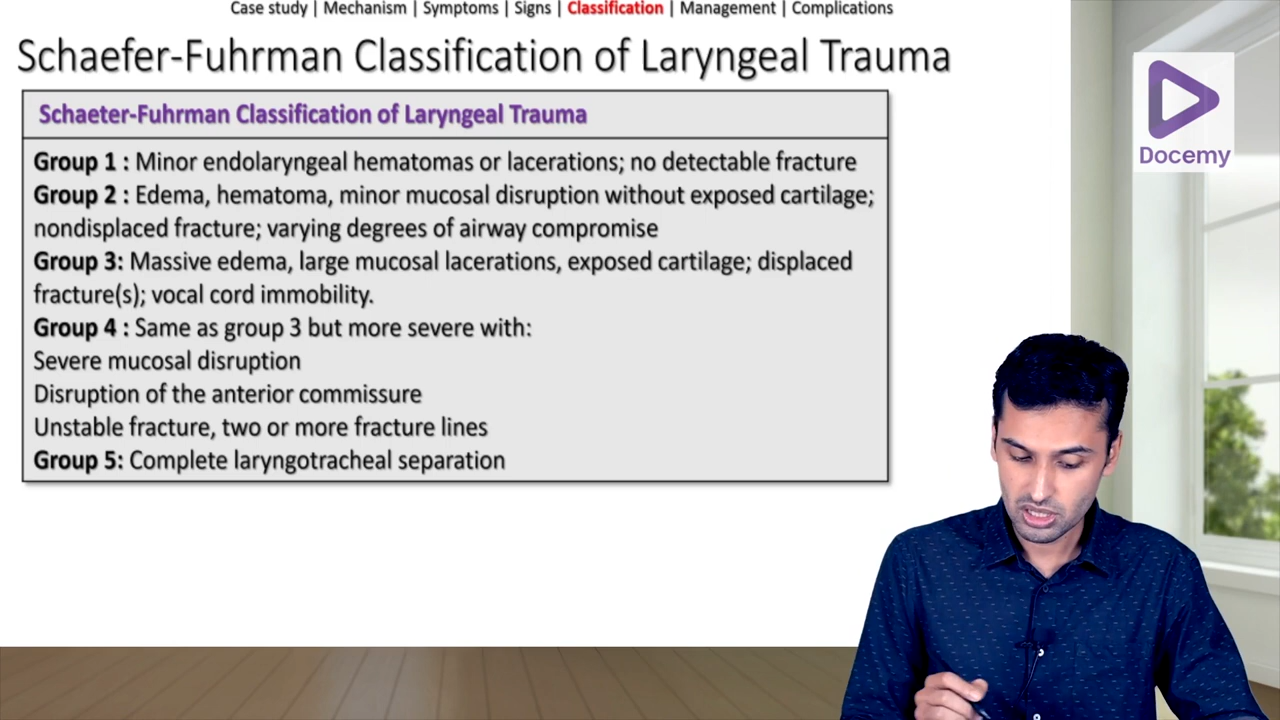 Case study | Mechanism | Symptoms | Signs | Classification | Management | Complications
Schaefer-Fuhrman Classification of Laryngeal Trauma
Schaeter-Fuhrman Classification of Laryngeal Trauma
Group 1 : Minor endolaryngeal hematomas or lacerations; no detectable fracture
Group 2 : Edema, hematoma, minor mucosal disruption without exposed cartilage;
nondisplaced fracture; varying degrees of airway compromise
Group 3: Massive edema, large mucosal lacerations, exposed cartilage; displaced
fracture(s); vocal cord immobility.
Group 4 : Same as group 3 but more severe with:
Severe mucosal disruption
Disruption of the anterior commissure
Unstable fracture, two or more fracture lines
Group 5: Complete laryngotracheal separation
Docemy